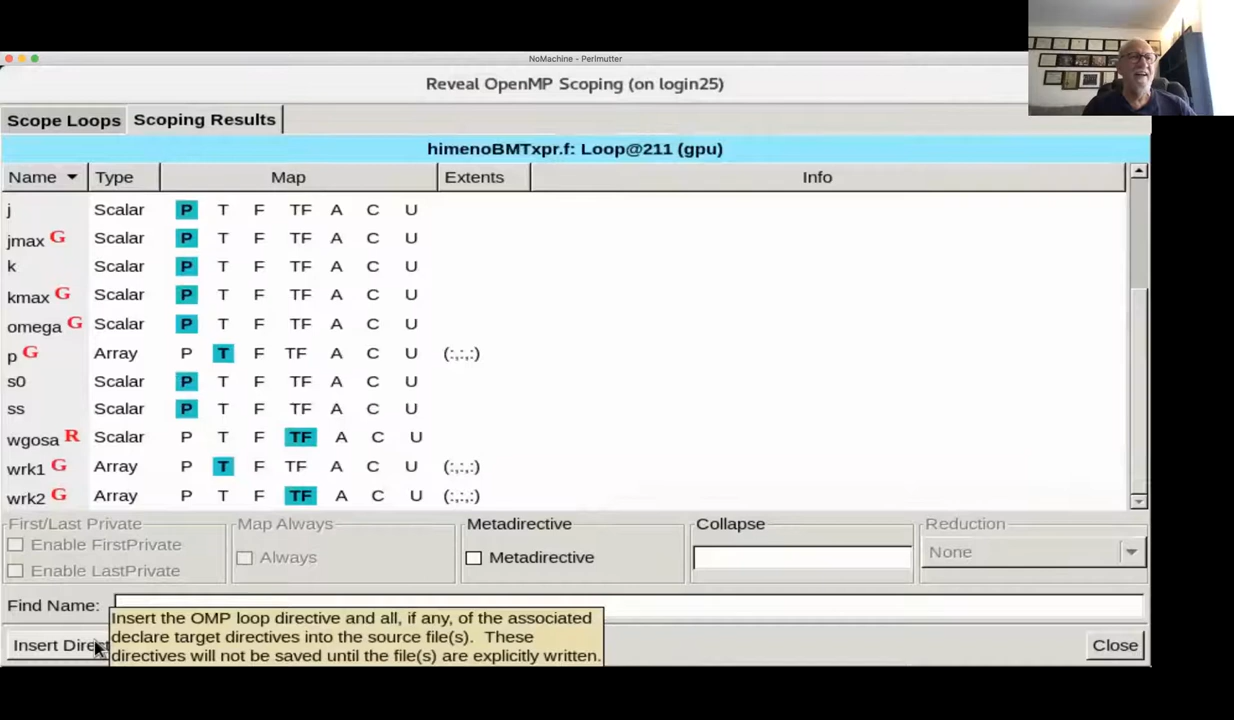 NoMachine - Perlmutter
Reveal OpenMP Scoping (on login25)
Scope Loops Scoping Results
himenoBMTxpr.f: Loop@211 (gpu)
Name Type Map Extents Info
j Scalar P T F TF A C U
jmax G Scalar P T F TF A C U
k Scalar P T F TF A C U
kmax G Scalar P T F TF A C U
omega G Scalar P T F TF A C U
p G Array P T F TF A C U (:,:,:)
s0 Scalar P T F TF A C U
ss Scalar P T F TF A C U
wgosa R Scalar P T F TF A C U
wrk1 G Array P T F TF A C U (:,:,:)
wrk2 G Array P T F TF A C U (:,:,:)
First/Last Private Map Always Metadirective Collapse Reduction
Enable FirstPrivate Always Metadirective None
Enable LastPrivate
Find Name:
Insert the OMP loop directive and all, if any, of the associated
declare target directives into the source file(s). These
directives will not be saved until the file(s) are explicitly written.
Insert Direct Close